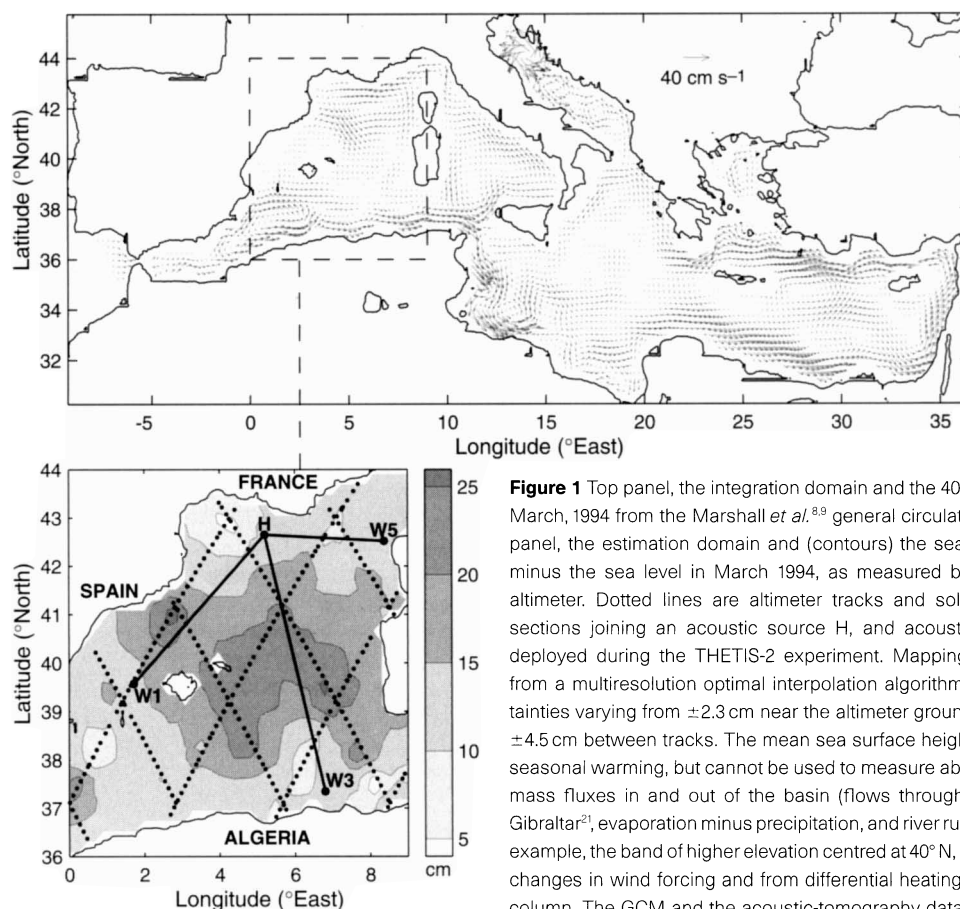 44
42
40
38
36
34
32
Latitude (°North)
40 cm s–1
-5
0
5
10
15
20
25
30
35
Longitude (°East)
44
43
42
41
40
39
38
37
36
Latitude (°North)
FRANCE
H
W5
SPAIN
W1
W3
ALGERIA
0
2
4
6
8
Longitude (°East)
25
20
15
10
5
cm
Figure 1 Top panel, the integration domain and the 40
March, 1994 from the Marshall et al.8,9 general circulat
panel, the estimation domain and (contours) the sea
minus the sea level in March 1994, as measured b
altimeter. Dotted lines are altimeter tracks and sol
sections joining an acoustic source H, and acoust
deployed during the THETIS-2 experiment. Mapping
from a multiresolution optimal interpolation algorithm
tainties varying from ±2.3 cm near the altimeter groun
±4.5 cm between tracks. The mean sea surface heigh
seasonal warming, but cannot be used to measure ab
mass fluxes in and out of the basin (flows through
Gibraltar21, evaporation minus precipitation, and river ru
example, the band of higher elevation centred at 40° N,
changes in wind forcing and from differential heating
column. The GCM and the acoustic-tomography data